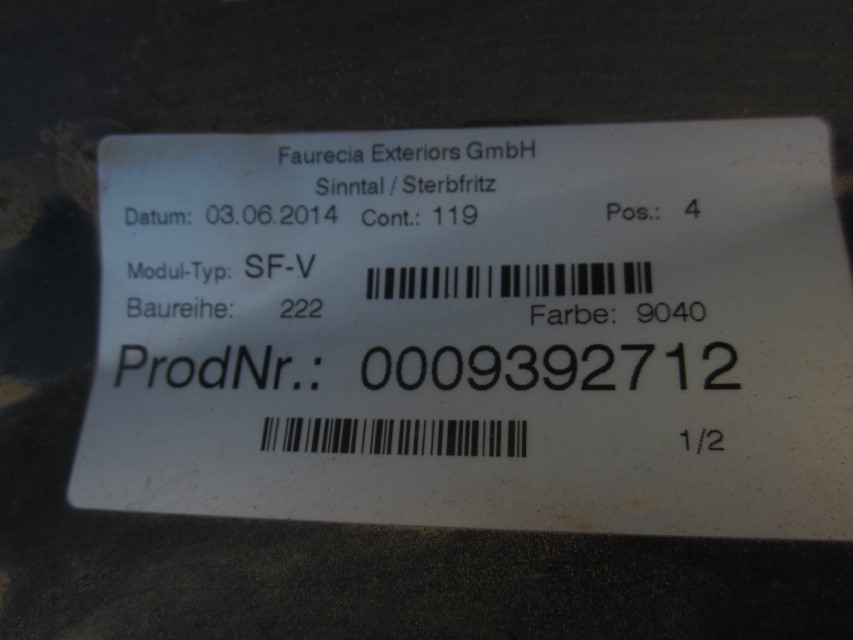 Faurecia Exteriors GmbH
Sinntal / Sterbfritz
Datum: 03.06.2014 Cont.: 119 Pos.: 4
Modul-Typ: SF-V
Baureihe: 222 Farbe: 9040
ProdNr.: 0009392712
1/2